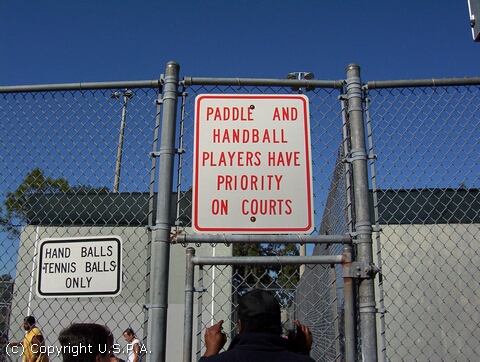 PADDLE AND
HANDBALL
PLAYERS HAVE
PRIORITY
ON COURTS
HAND BALLS
TENNIS BALLS
ONLY
(c) Copyright - U.S.P.A.